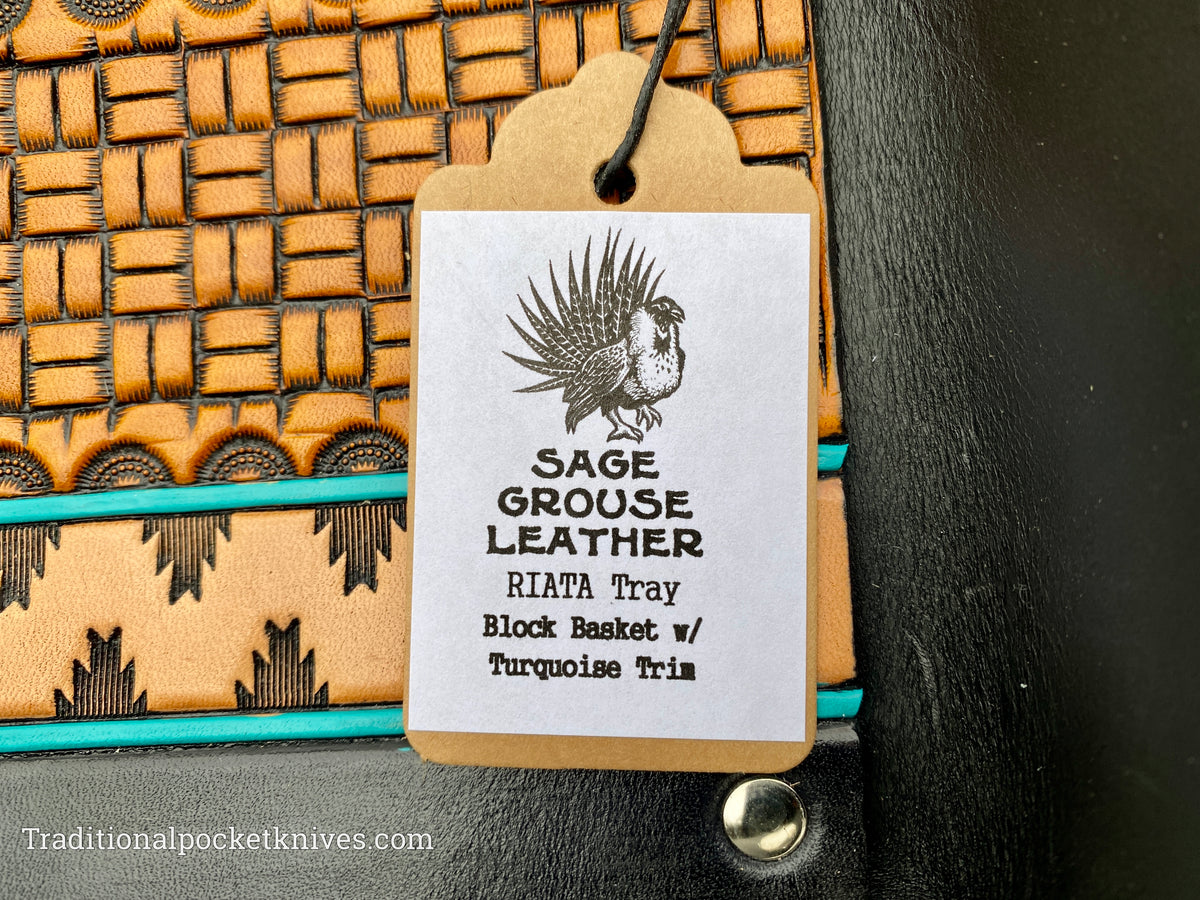 SAGE
GROUSE
LEATHER
RIATA Tray
Block Basket w/
Turquoise Trim
Traditionalpocketknives.com